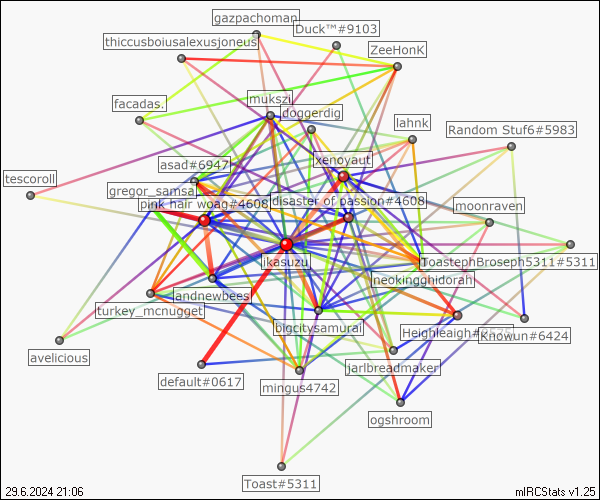 gazpachoman
Duck™#9103
thiccusboiusalexusjoneus
ZeeHonK
mukszi
facadas.
doggerdig
lahnk
Random Stuf6#5983
xenoyaut
asad#6947
tescoroll
gregor_samsa
pink hair woag#4608
disaster of passion#4608
moonraven
ikasuzu
ToastephBroseph5311#5311
neokingghidorah
landnewbees
turkey_mcnugget
bigcitysamurai
Heighleaigh#
Knowun#6424
avelicious
jarlbreadmaker
default#0617
mingus4742
ogshroom
Toast#5311
29.6.2024 21:06
mIRCStats v1.25